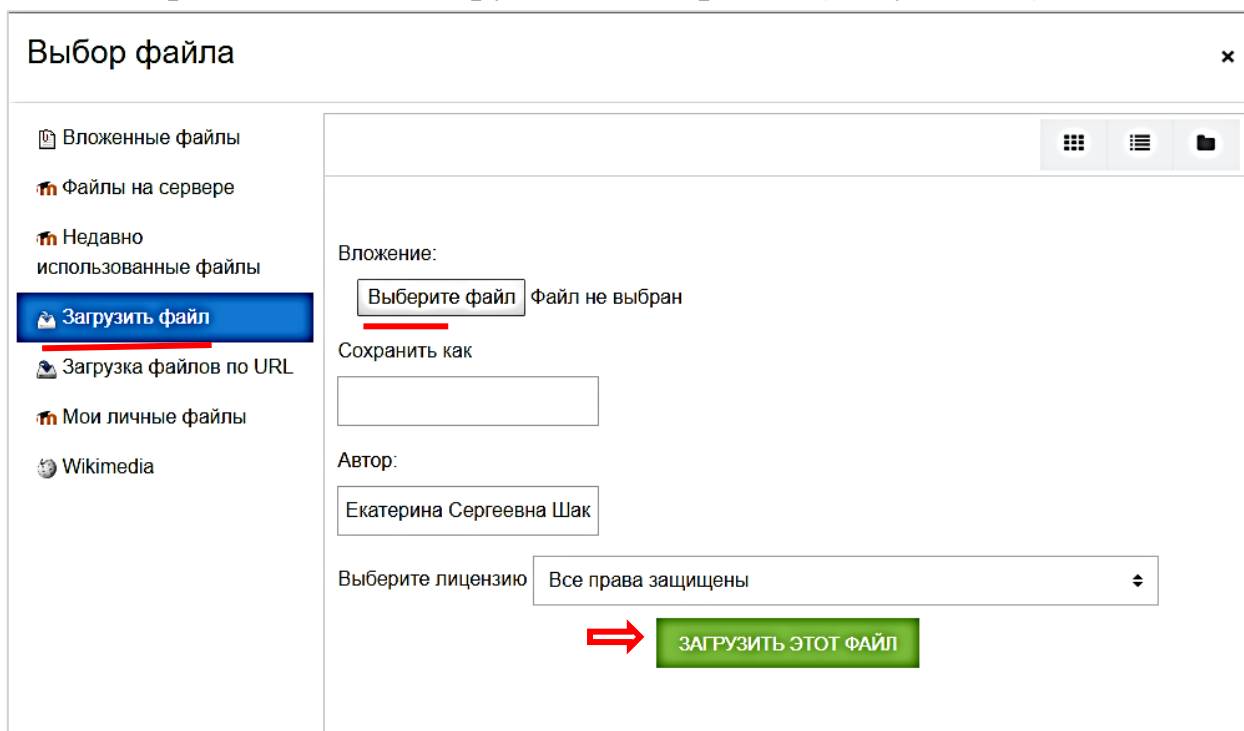 Выбор файла
Вложенные файлы
Файлы на сервере
Недавно
использованные файлы
Загрузить файл
Загрузка файлов по URL
Мои личные файлы
Wikimedia
Вложение:
Выберите файл Файл не выбран
Сохранить как
Автор:
Екатерина Сергеевна Шак
Выберите лицензию Все права защищены
ЗАГРУЗИТЬ ЭТОТ ФАЙЛ